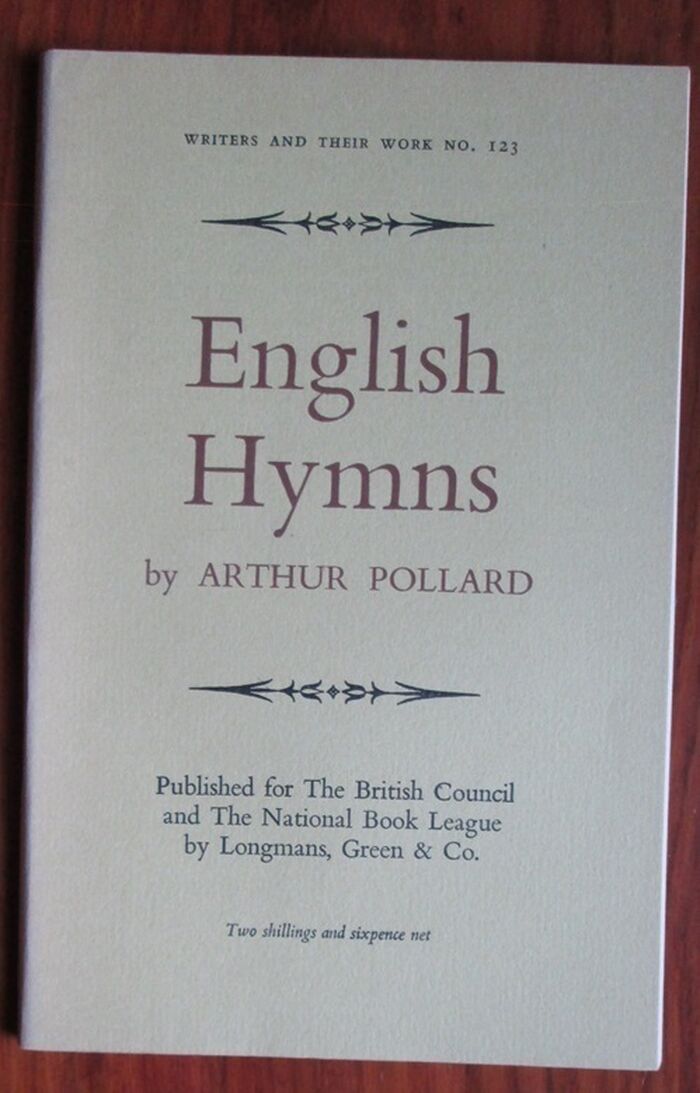 WRITERS AND THEIR WORK NO. 123
English
Hymns
by ARTHUR POLLARD
Published for The British Council
and The National Book League
by Longmans, Green & Co.
Two shillings and sixpence net